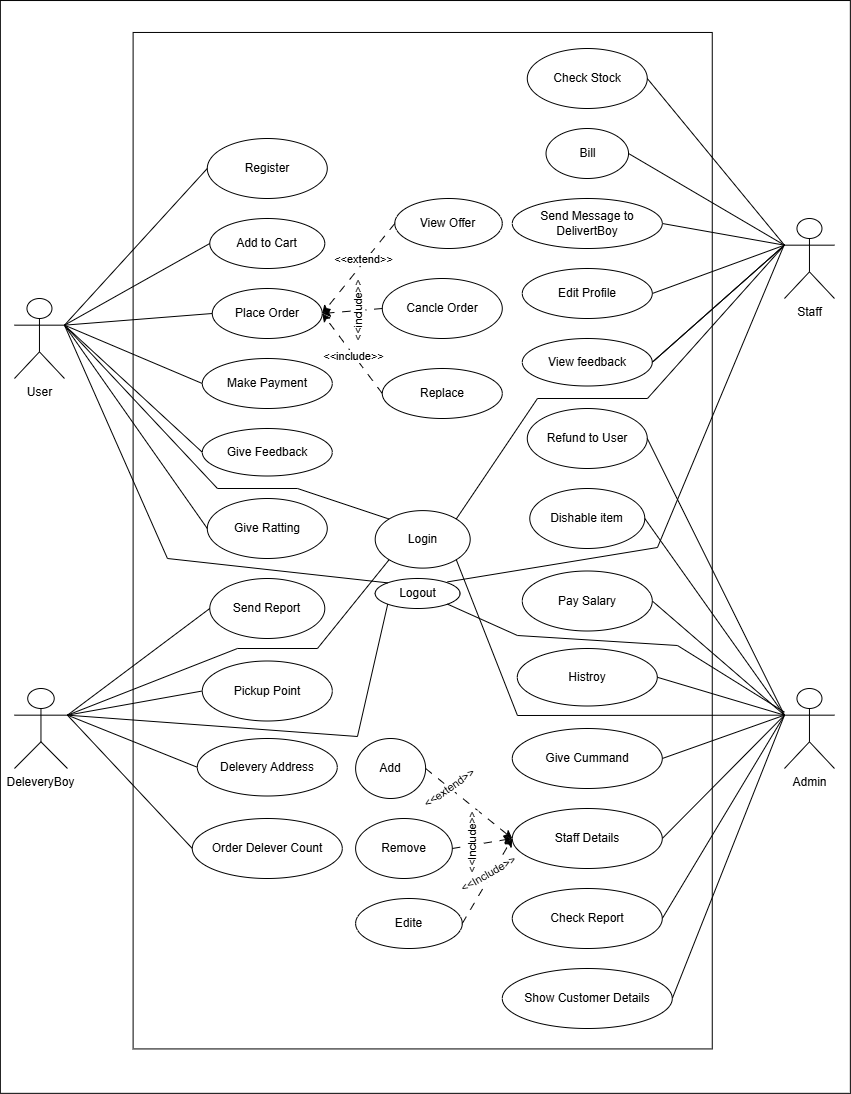 Check Stock
Bill
Register
View Offer
Send Message to
DelivertBoy
Add to Cart
<<extend>>
Edit Profile
Staff
Place Order
<<include>>
Cancle Order
<<include>>
View feedback
User
Make Payment
Replace
Give Feedback
Refund to User
Give Ratting
Login
Dishable item
Logout
Send Report
Pay Salary
Pickup Point
Histroy
DeleveryBoy
Delevery Address
Add
Give Cummand
Admin
<<extend>>
Order Delever Count
Remove
<<Include>>
Staff Details
<<Include>>
Edite
Check Report
Show Customer Details